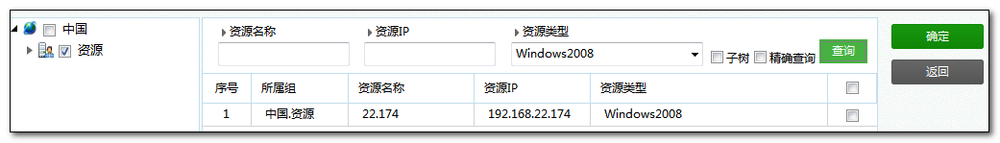 中国
资源
资源名称 资源IP 资源类型
Windows2008 子树 精确查询 查询
序号 所属组 资源名称 资源IP 资源类型
1 中国.资源 22.174 192.168.22.174 Windows2008
确定
返回